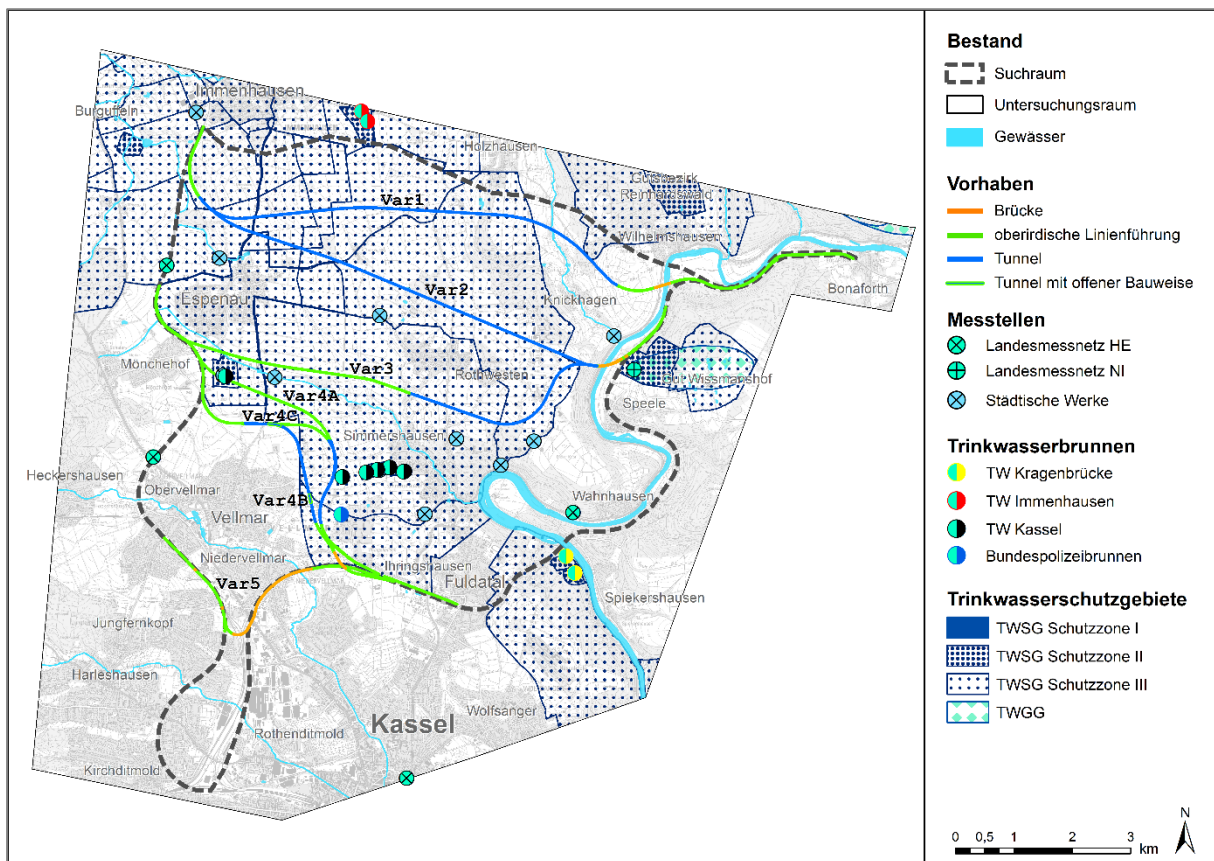 Immenhausen
Burguffeln
Holzhausen
Gutsbezirk
Reinhardswald
Var1
Wilhelmshausen
Bonaforth
Espenau
Var2
Knickhagen
Mönchehof
Var3
Rothwesten
Gut Wissmanshof
Var4A
Speele
Var4C
Simmershausen
Heckershausen
Obervellmar
Var4B
Wahnhausen
Vellmar
Niedervellmar
Ihringshausen
Var5
Fuldatal
Spiekershausen
Jungfernkopf
Harleshausen
Wolfsanger
Kassel
Rothenditmold
Kirchditmold
Bestand
Suchraum
Untersuchungsraum
Gewässer
Vorhaben
Brücke
oberirdische Linienführung
Tunnel
Tunnel mit offener Bauweise
Messtellen
Landesmessnetz HE
Landesmessnetz NI
Städtische Werke
Trinkwasserbrunnen
TW Kragenbrücke
TW Immenhausen
TW Kassel
Bundespolizeibrunnen
Trinkwasserschutzgebiete
TWSG Schutzzone I
TWSG Schutzzone II
TWSG Schutzzone III
TWGG
N
0 0,5 1 2 3
km